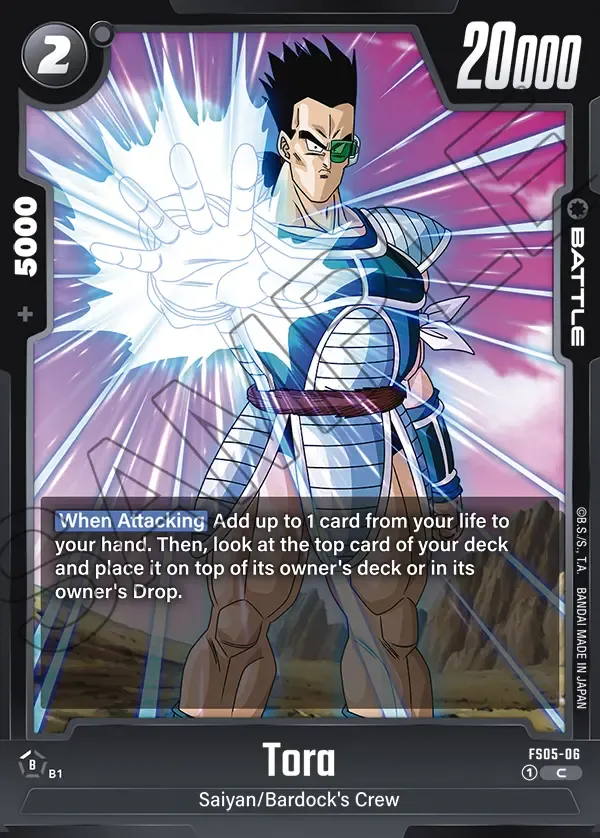 2
20000
+ 5000
BATTLE
SAMPLE
When Attacking Add up to 1 card from your life to
your hand. Then, look at the top card of your deck
and place it on top of its owner's deck or in its
owner's Drop.
©B.S./S., T.A. BANDAI MADE IN JAPAN
B B1
Tora
FS05-06
1 C
Saiyan/Bardock's Crew